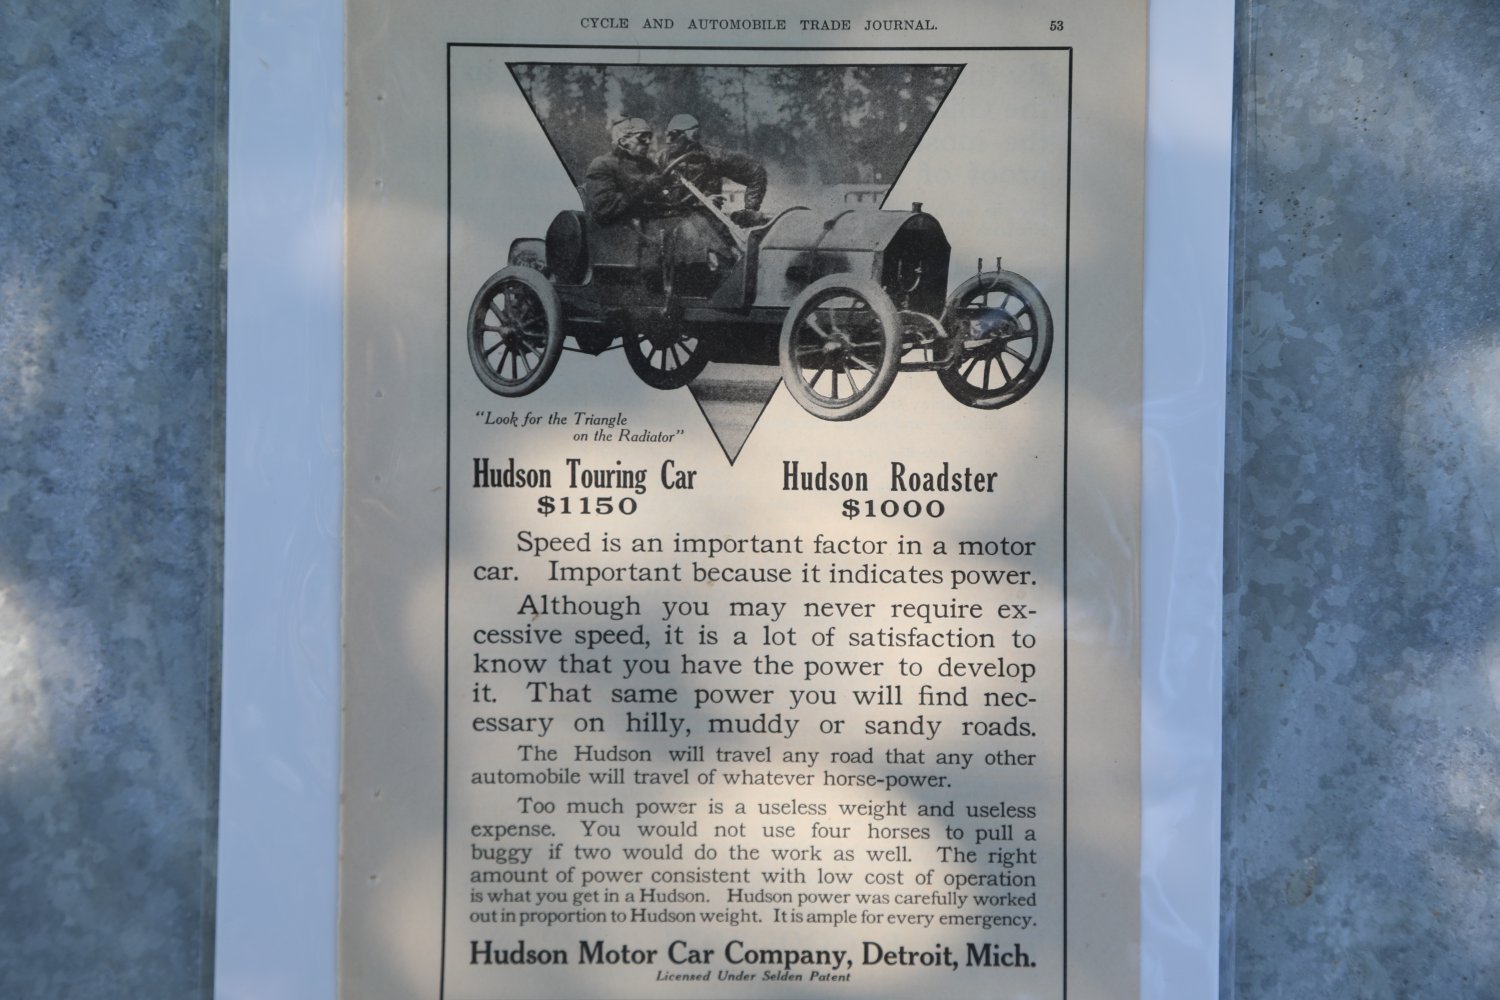 CYCLE AND AUTOMOBILE TRADE JOURNAL. 53
"Look for the Triangle
on the Radiator"
Hudson Touring Car
$1150
Hudson Roadster
$1000
Speed is an important factor in a motor
car. Important because it indicates power.
Although you may never require ex-
cessive speed, it is a lot of satisfaction to
know that you have the power to develop
it. That same power you will find nec-
essary on hilly, muddy or sandy roads.
The Hudson will travel any road that any other
automobile will travel of whatever horse-power.
Too much power is a useless weight and useless
expense. You would not use four horses to pull a
buggy if two would do the work as well. The right
amount of power consistent with low cost of operation
is what you get in a Hudson. Hudson power was carefully worked
out in proportion to Hudson weight. It is ample for every emergency.
Hudson Motor Car Company, Detroit, Mich.
Licensed Under Selden Patent